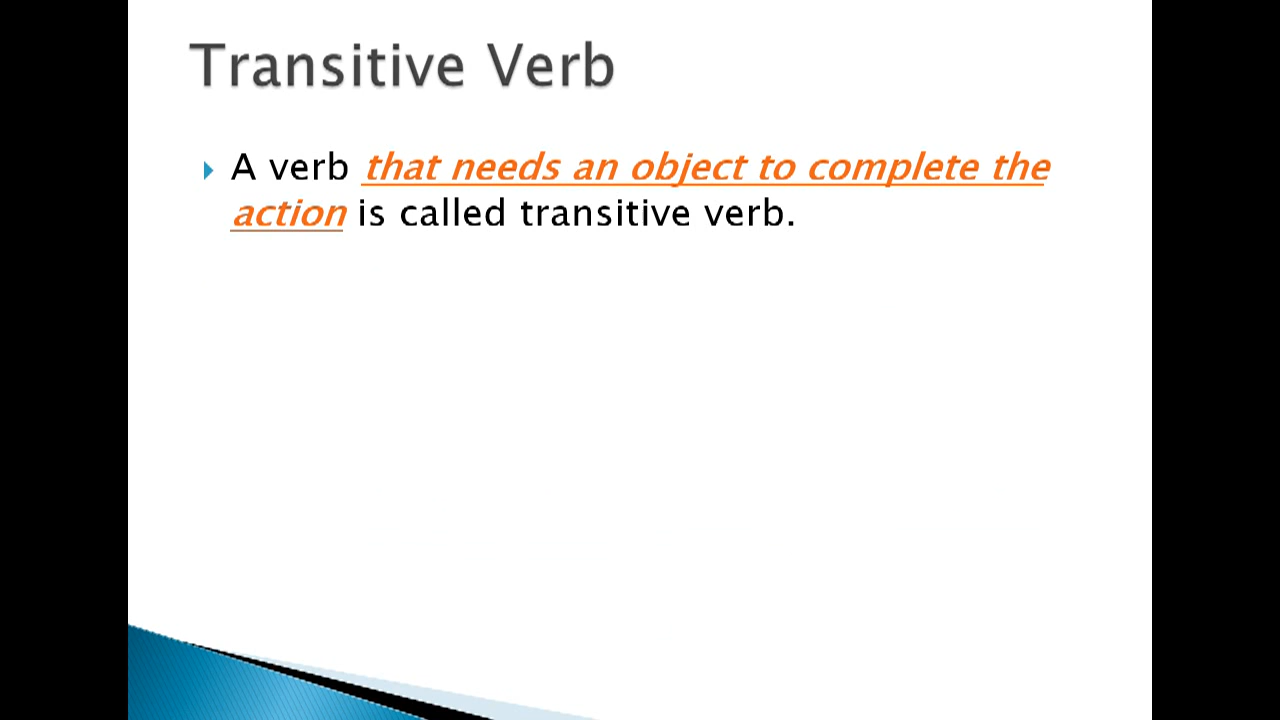 Transitive Verb
A verb that needs an object to complete the
action is called transitive verb.